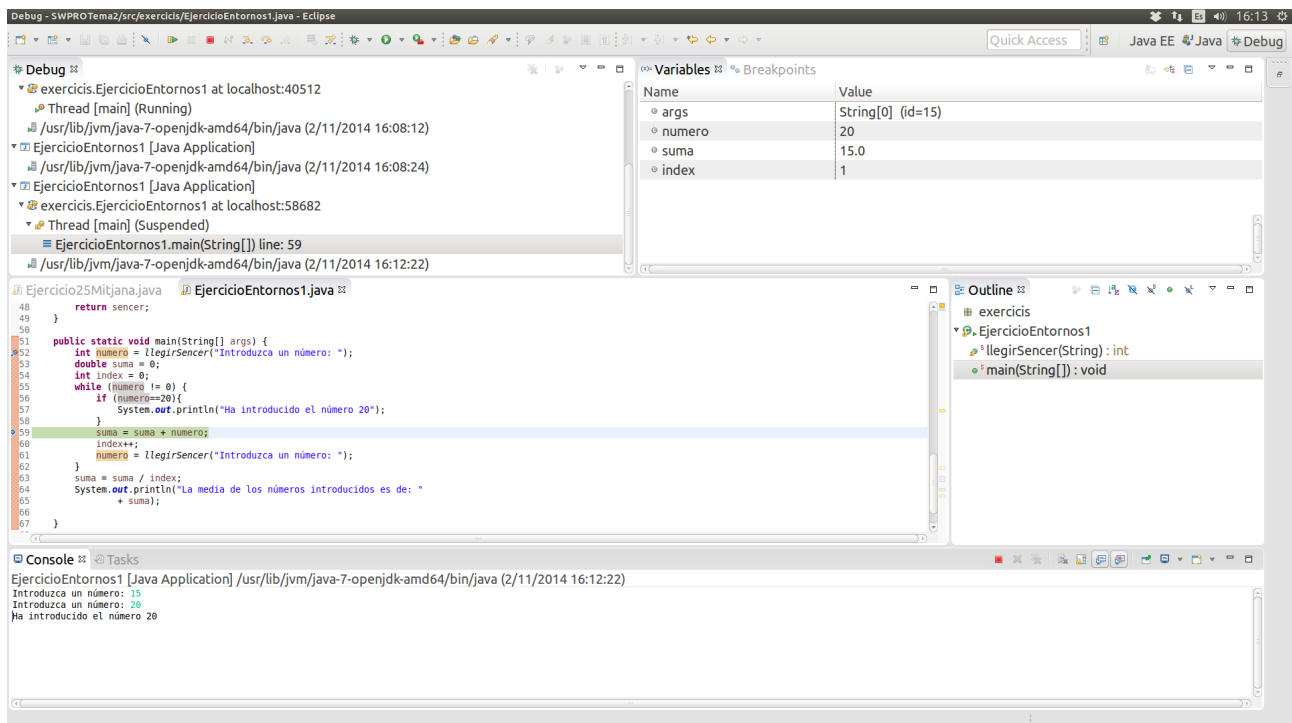 Debug - SWPROTema2/src/exercicis/EjercicioEntornos1.java - Eclipse
Es 16:13
Quick Access Java EE Java Debug
Debug
exercicis.EjercicioEntornos1 at localhost:40512
Thread [main] (Running)
/usr/lib/jvm/java-7-openjdk-amd64/bin/java (2/11/2014 16:08:12)
EjercicioEntornos1 [Java Application]
/usr/lib/jvm/java-7-openjdk-amd64/bin/java (2/11/2014 16:08:24)
EjercicioEntornos1 [Java Application]
exercicis.EjercicioEntornos1 at localhost:58682
Thread [main] (Suspended)
EjercicioEntornos1.main(String[]) line: 59
/usr/lib/jvm/java-7-openjdk-amd64/bin/java (2/11/2014 16:12:22)
Variables Breakpoints
Name Value
args String[0] (id=15)
numero 20
suma 15.0
index 1
Ejercicio25Mitjana.java EjercicioEntornos1.java
48 return sencer;
49 }
50
51 public static void main(String[] args) {
52 int numero = llegirSencer("Introduzca un número: ");
53 double suma = 0;
54 int index = 0;
55 while (numero != 0) {
56 if (numero==20){
57 System.out.println("Ha introducido el número 20");
58 }
59 suma = suma + numero;
60 index++;
61 numero = llegirSencer("Introduzca un número: ");
62 }
63 suma = suma / index;
64 System.out.println("La media de los números introducidos es de: "
65 + suma);
66
67 }
Outline
exercicis
EjercicioEntornos1
llegirSencer(String) : int
main(String[]) : void
Console Tasks
EjercicioEntornos1 [Java Application] /usr/lib/jvm/java-7-openjdk-amd64/bin/java (2/11/2014 16:12:22)
Introduzca un número: 15
Introduzca un número: 20
Ha introducido el número 20